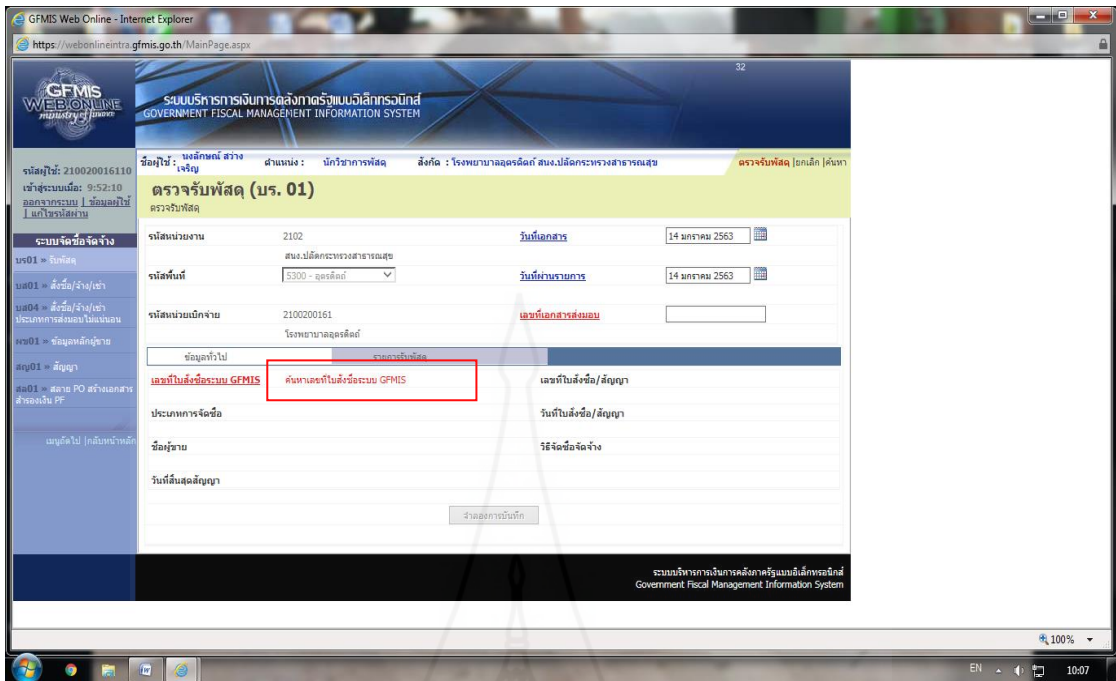 GFMIS Web Online - Internet Explorer
https://webonlineintra.gfmis.go.th/MainPage.aspx
32
GFMIS
WEB ONLINE
ministry of finance
ระบบบริหารการเงินการคลังภาครัฐแบบอิเล็กทรอนิกส์
GOVERNMENT FISCAL MANAGEMENT INFORMATION SYSTEM
รหัสผู้ใช้: 210020016110
เข้าสู่ระบบเมื่อ: 9:52:10
ออกจากระบบ | ข้อมูลผู้ใช้
| แก้ไขรหัสผ่าน
ชื่อผู้ใช้ : นงลักษณ์ สว่างเจริญ ตำแหน่ง : นักวิชาการพัสดุ สังกัด : โรงพยาบาลอุตรดิตถ์ สนง.ปลัดกระทรวงสาธารณสุข
ตรวจรับพัสดุ |ยกเลิก |ค้นหา
ตรวจรับพัสดุ (บร. 01)
ตรวจรับพัสดุ
ระบบจัดซื้อจัดจ้าง
บร01 » รับพัสดุ
บส01 » สั่งซื้อ/จ้าง/เช่า
บส04 » สั่งซื้อ/จ้าง/เช่า
ประเภทการส่งมอบไม่แน่นอน
ผข01 » ข้อมูลหลักผู้ขาย
สญ01 » สัญญา
สล01 » สลาย PO สร้างเอกสาร
สำรองเงิน PF
เมนูถัดไป |กลับหน้าหลัก
รหัสหน่วยงาน 2102 วันที่เอกสาร 14 มกราคม 2563
สนง.ปลัดกระทรวงสาธารณสุข
รหัสพื้นที่ 5300 - อุตรดิตถ์ วันที่ผ่านรายการ 14 มกราคม 2563
รหัสหน่วยเบิกจ่าย 2100200161 เลขที่เอกสารส่งมอบ
โรงพยาบาลอุตรดิตถ์
ข้อมูลทั่วไป รายการรับพัสดุ
เลขที่ใบสั่งซื้อระบบ GFMIS ค้นหาเลขที่ใบสั่งซื้อระบบ GFMIS เลขที่ใบสั่งซื้อ/สัญญา
ประเภทการจัดซื้อ วันที่ใบสั่งซื้อ/สัญญา
ชื่อผู้ขาย วิธีจัดซื้อจัดจ้าง
วันที่สิ้นสุดสัญญา
จำลองการบันทึก
ระบบบริหารการเงินการคลังภาครัฐแบบอิเล็กทรอนิกส์
Government Fiscal Management Information System
100%
EN 10:07